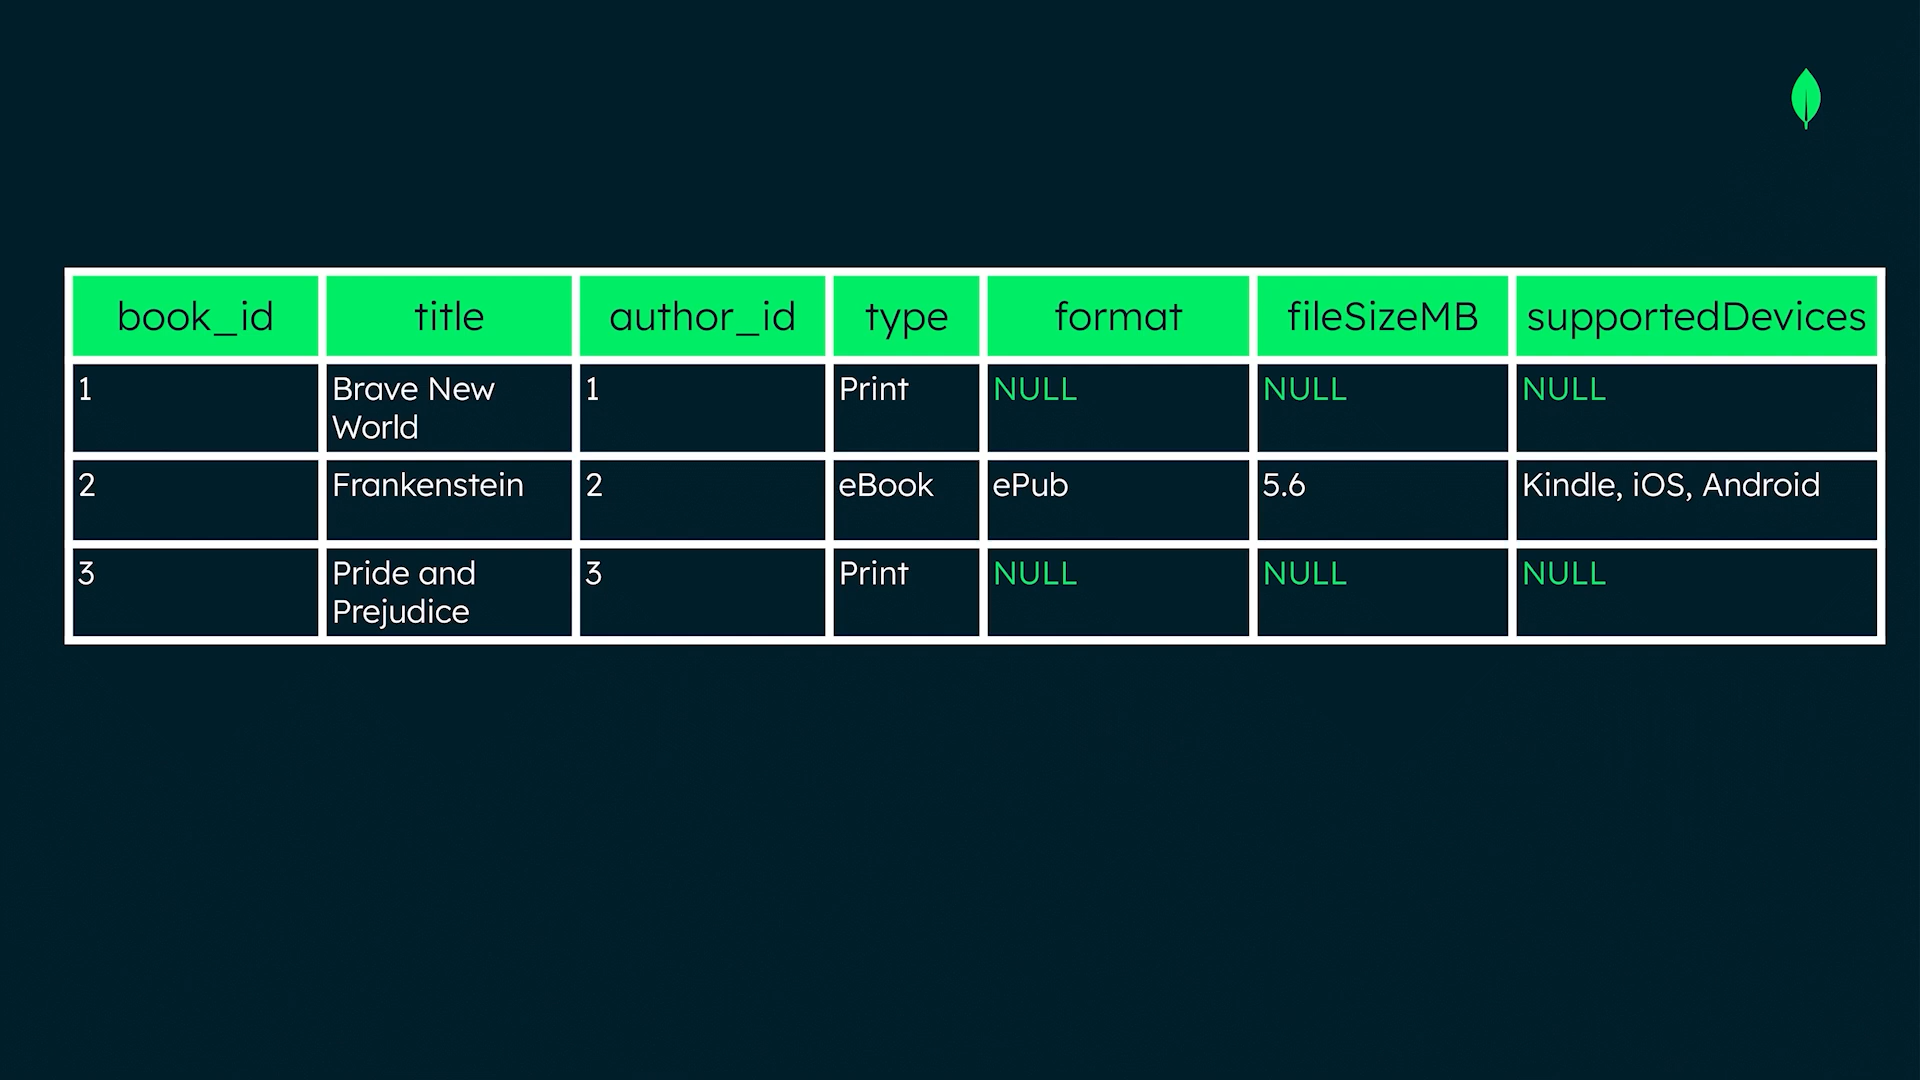 book_id title author_id type format fileSizeMB supportedDevices
1 Brave New 1 Print NULL NULL NULL
World
2 Frankenstein 2 eBook ePub 5.6 Kindle, iOS, Android
3 Pride and 3 Print NULL NULL NULL
Prejudice